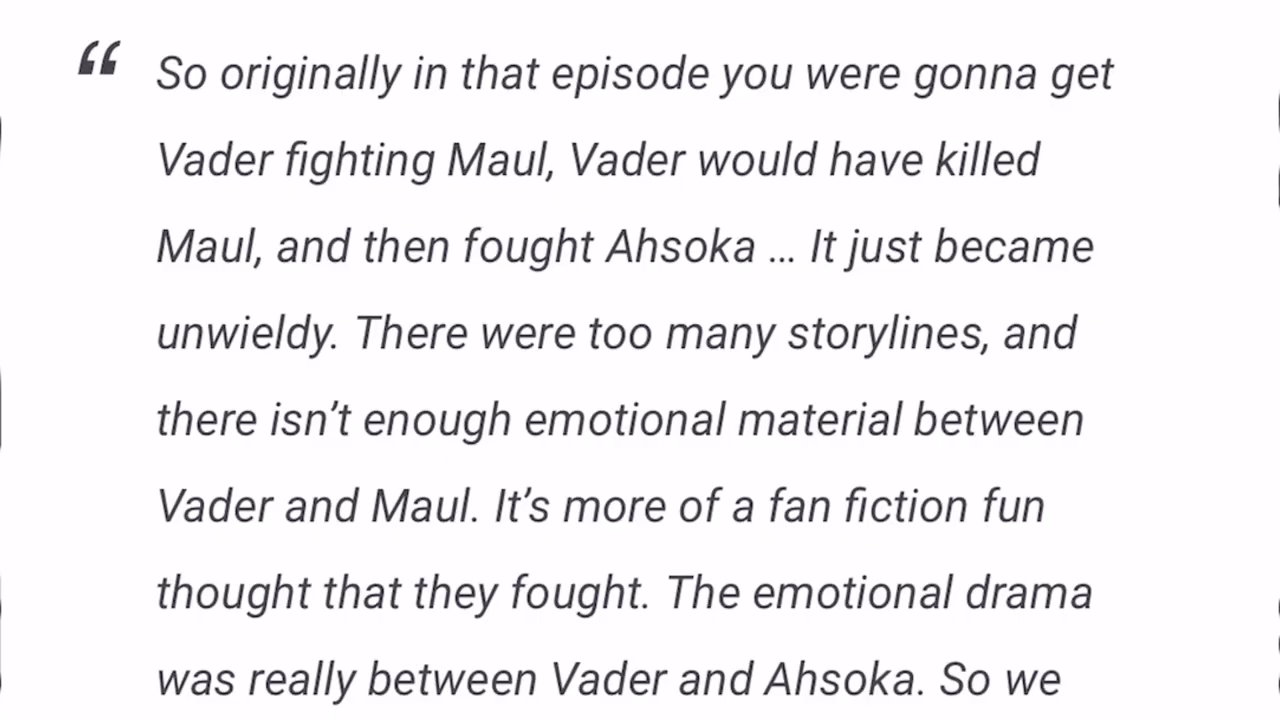 “ So originally in that episode you were gonna get
Vader fighting Maul, Vader would have killed
Maul, and then fought Ahsoka … It just became
unwieldy. There were too many storylines, and
there isn’t enough emotional material between
Vader and Maul. It’s more of a fan fiction fun
thought that they fought. The emotional drama
was really between Vader and Ahsoka. So we